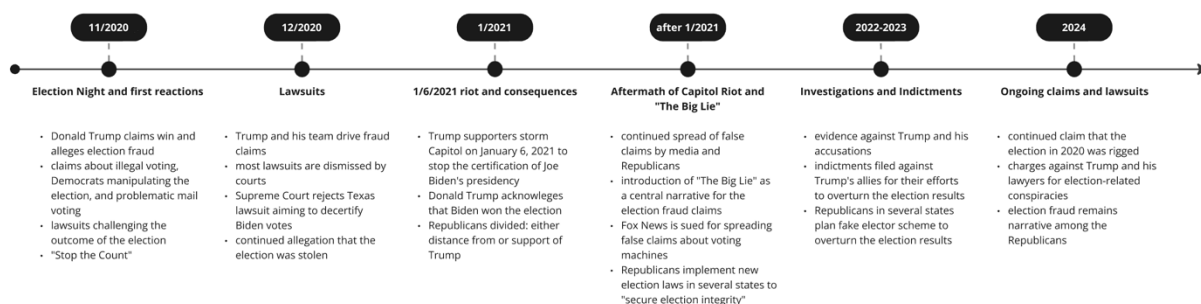 11/2020
12/2020
1/2021
after 1/2021
2022-2023
2024
Election Night and first reactions
• Donald Trump claims win and
alleges election fraud
• claims about illegal voting,
Democrats manipulating the
election, and problematic mail
voting
• lawsuits challenging the
outcome of the election
• "Stop the Count"
Lawsuits
• Trump and his team drive fraud
claims
• most lawsuits are dismissed by
courts
• Supreme Court rejects Texas
lawsuit aiming to decertify
Biden votes
• continued allegation that the
election was stolen
1/6/2021 riot and consequences
• Trump supporters storm
Capitol on January 6, 2021 to
stop the certification of Joe
Biden's presidency
• Donald Trump acknowleges
that Biden won the election
• Republicans divided: either
distance from or support of
Trump
Aftermath of Capitol Riot and
"The Big Lie"
• continued spread of false
claims by media and
Republicans
• introduction of "The Big Lie" as
a central narrative for the
election fraud claims
• Fox News is sued for spreading
false claims about voting
machines
• Republicans implement new
election laws in several states to
"secure election integrity"
Investigations and Indictments
• evidence against Trump and his
accusations
• indictments filed against
Trump's allies for their efforts
to overturn the election results
• Republicans in several states
plan fake elector scheme to
overturn the election results
Ongoing claims and lawsuits
• continued claim that the
election in 2020 was rigged
• charges against Trump and his
lawyers for election-related
conspiracies
• election fraud remains
narrative among the
Republicans